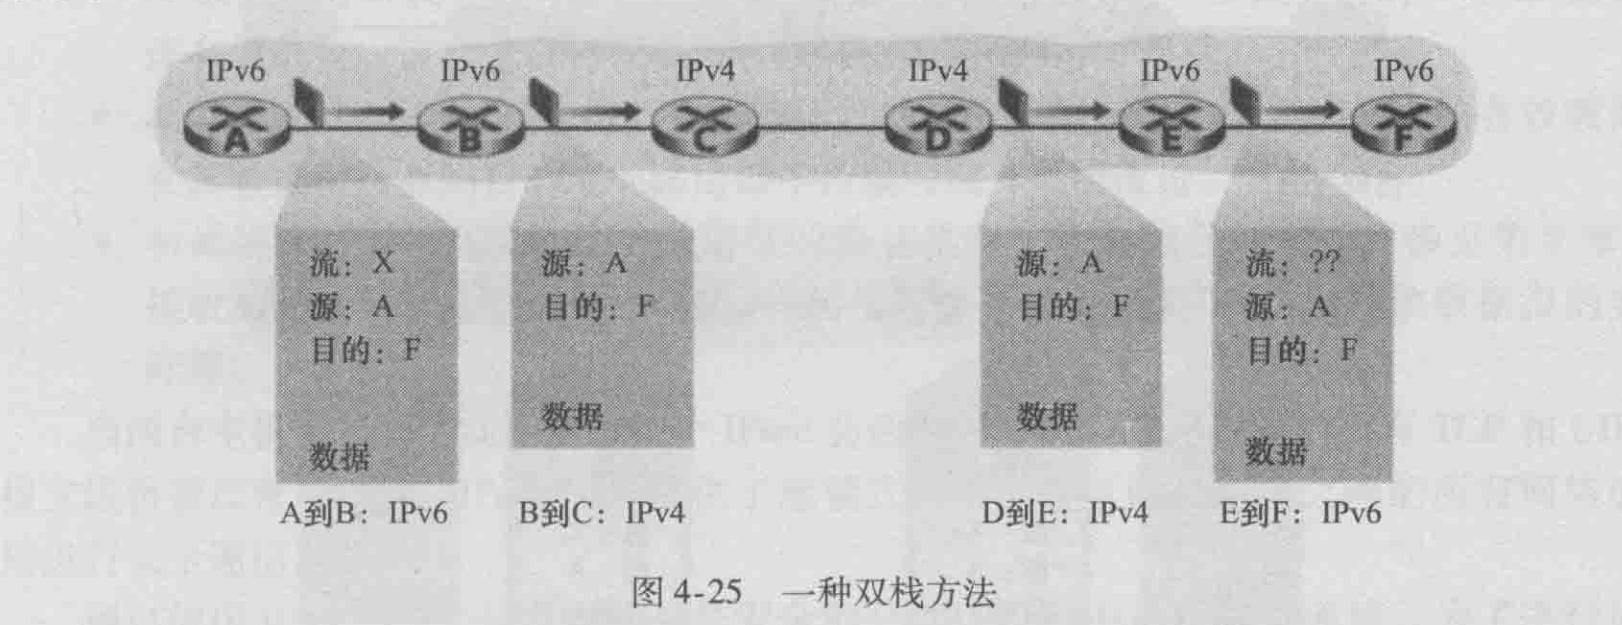 IPv6 IPv6 IPv4 IPv4 IPv6 IPv6
A B C D E F
流：X
源：A
目的：F
数据
A到B：IPv6
源：A
目的：F
数据
B到C：IPv4
源：A
目的：F
数据
D到E：IPv4
流：??
源：A
目的：F
数据
E到F：IPv6
图 4-25 一种双栈方法